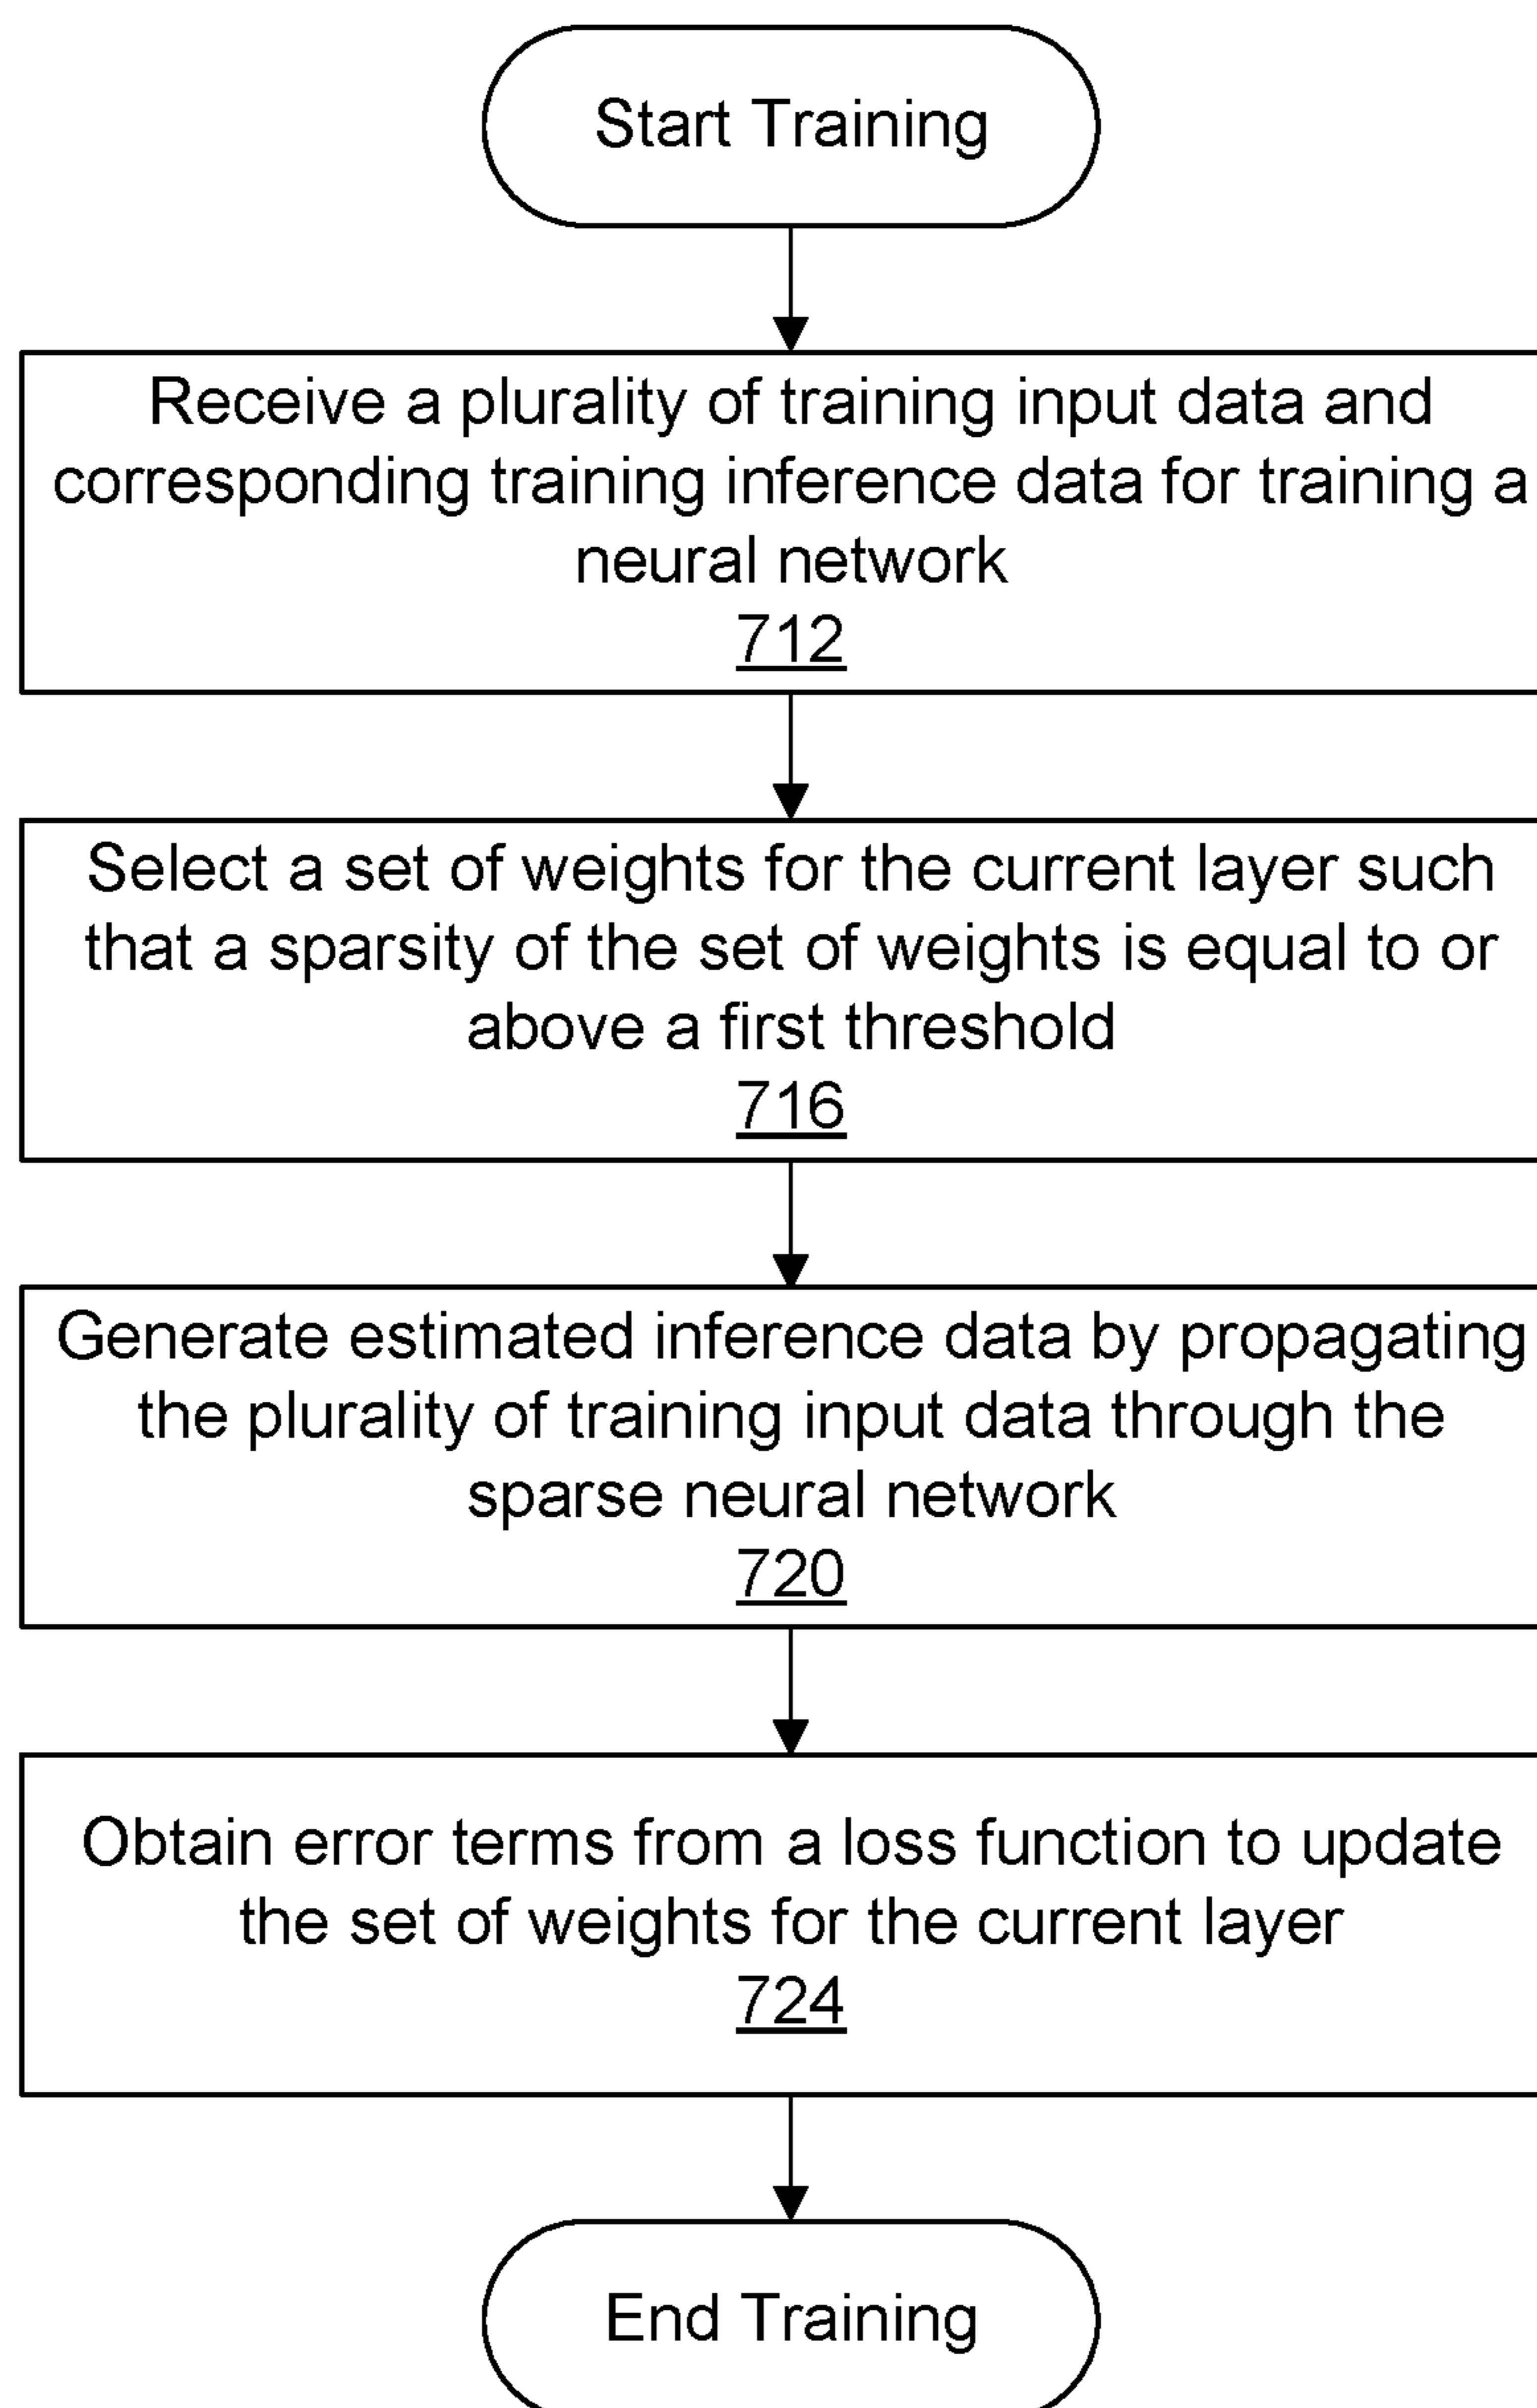 Start Training
Receive a plurality of training input data and
corresponding training inference data for training a
neural network
712
Select a set of weights for the current layer such
that a sparsity of the set of weights is equal to or
above a first threshold
716
Generate estimated inference data by propagating
the plurality of training input data through the
sparse neural network
720
Obtain error terms from a loss function to update
the set of weights for the current layer
724
End Training